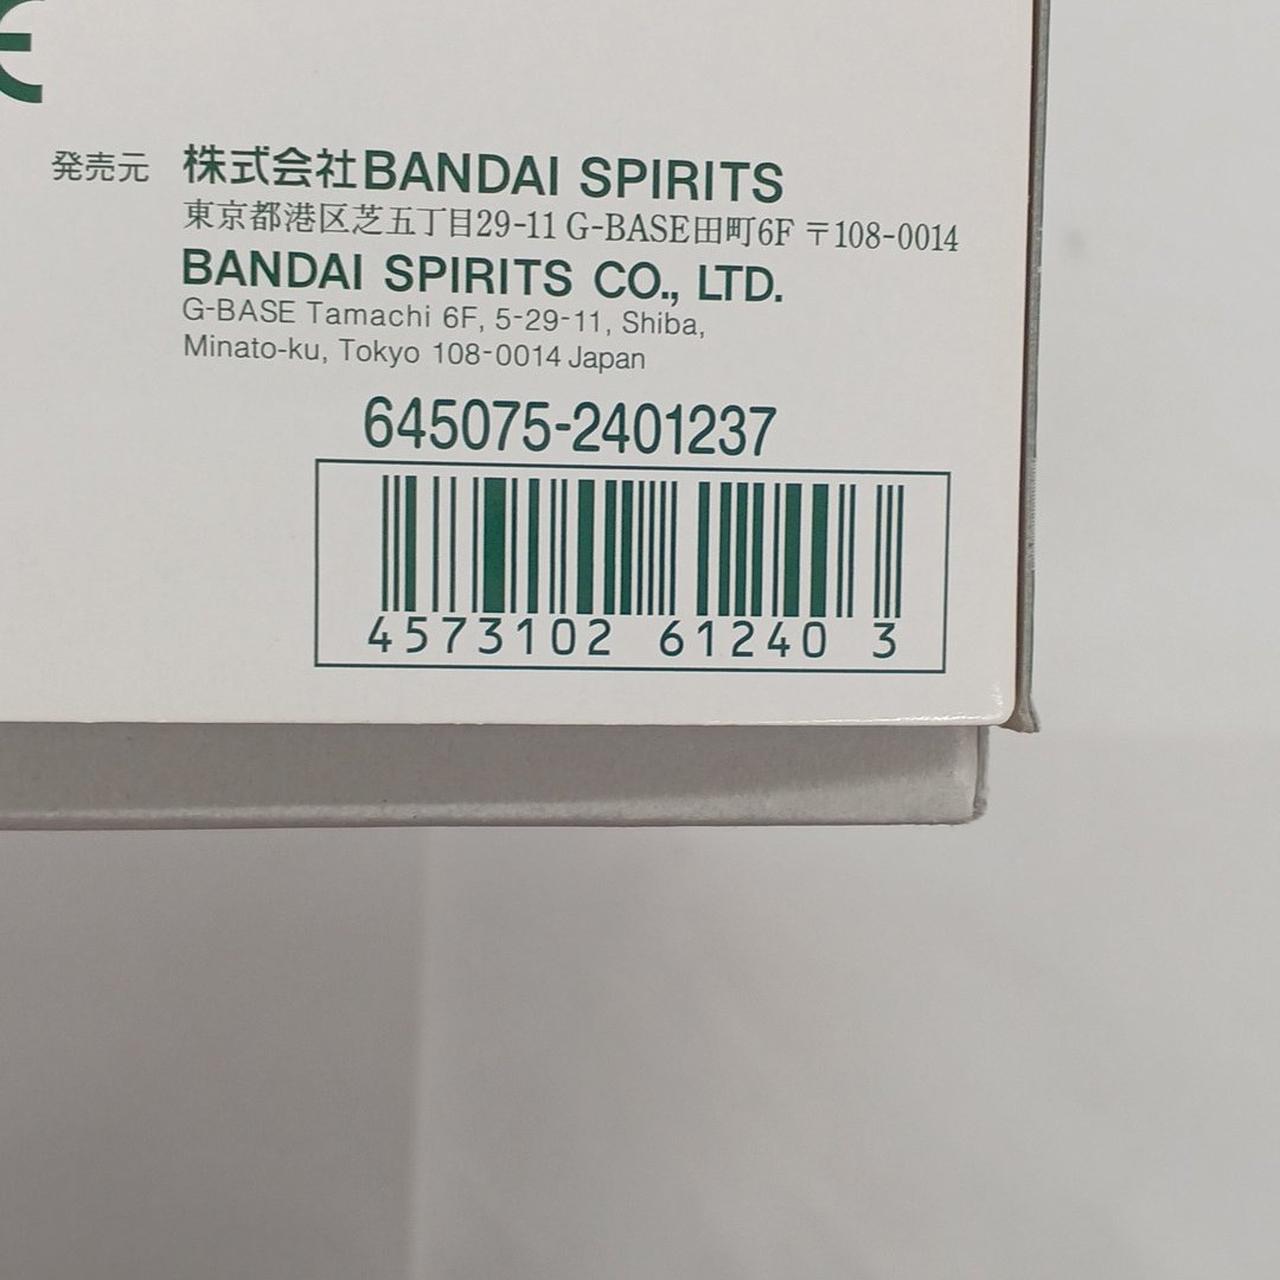 発売元 株式会社BANDAI SPIRITS
東京都港区芝五丁目29-11 G-BASE田町6F 〒108-0014
BANDAI SPIRITS CO., LTD.
G-BASE Tamachi 6F, 5-29-11, Shiba,
Minato-ku, Tokyo 108-0014 Japan
645075-2401237
4573102 61240 3